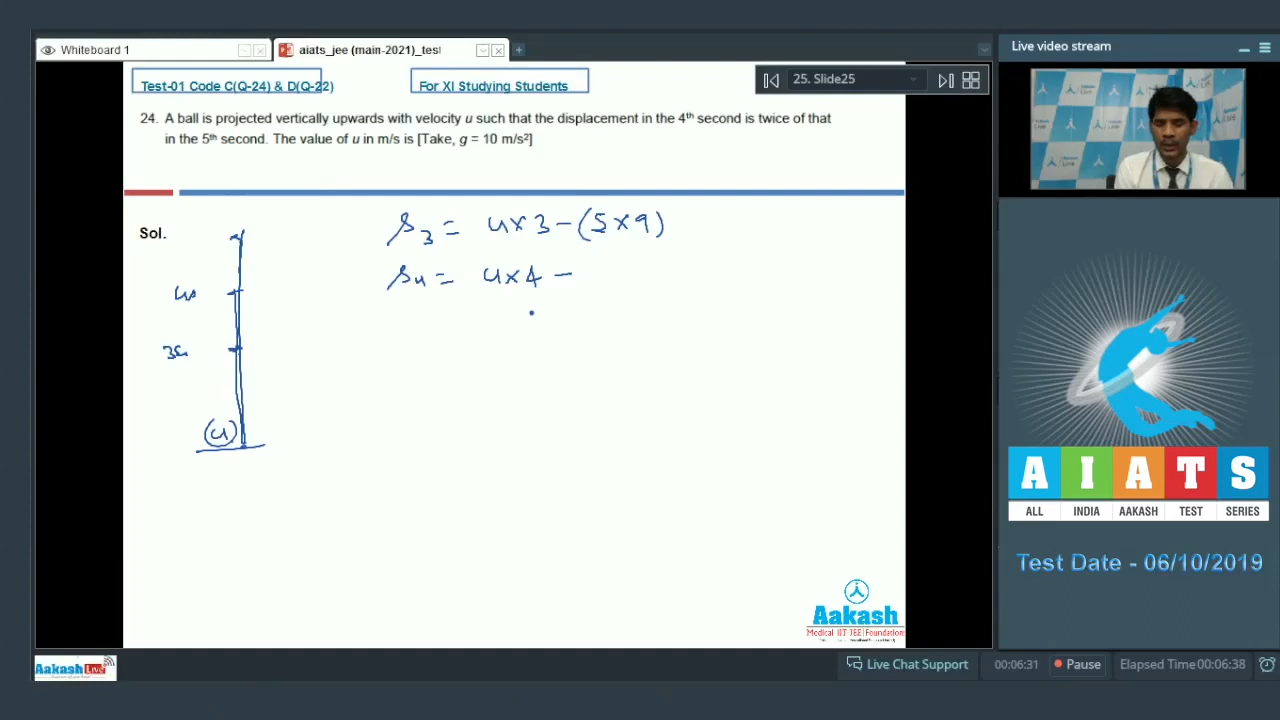 Whiteboard 1
aiats_jee (main-2021)_test
Live video stream
Test-01 Code C(Q-24) & D(Q-22)
For XI Studying Students
25. Slide25
24. A ball is projected vertically upwards with velocity u such that the displacement in the 4th second is twice of that
in the 5th second. The value of u in m/s is [Take, g = 10 m/s²]
Sol.
S₃ = u×3 - (5×9)
S₄ = u×4 -
4s
3s
(u)
AIATS
ALL INDIA AAKASH TEST SERIES
Test Date - 06/10/2019
Aakash
Medical|IIT-JEE|Foundations
Aakash Live
Live Chat Support
00:06:31
Pause
Elapsed Time 00:06:38